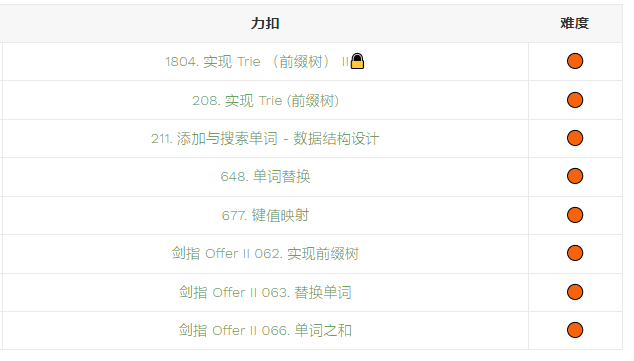 力扣 难度
1804. 实现 Trie （前缀树） II
208. 实现 Trie (前缀树)
211. 添加与搜索单词 - 数据结构设计
648. 单词替换
677. 键值映射
剑指 Offer II 062. 实现前缀树
剑指 Offer II 063. 替换单词
剑指 Offer II 066. 单词之和